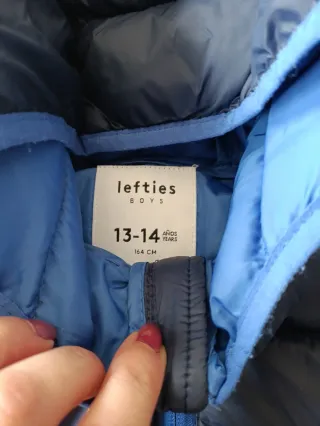 lefties
BOYS
13-14 AÑOS
YEARS
164 CM